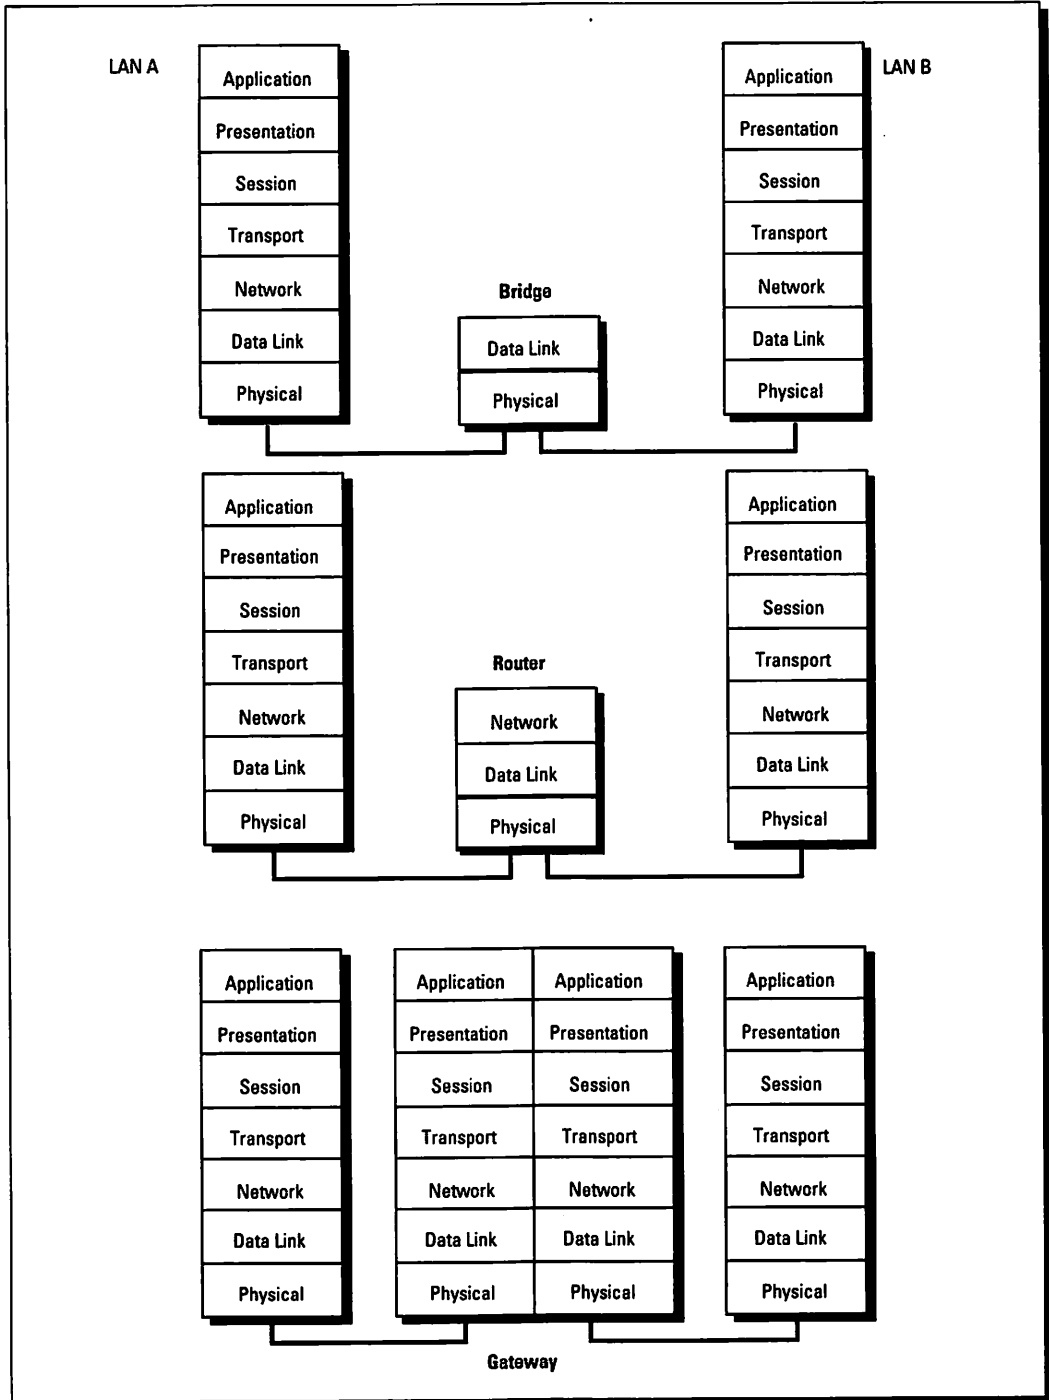 LAN A
Application
Presentation
Session
Transport
Network
Data Link
Physical
Bridge
Data Link
Physical
LAN B
Application
Presentation
Session
Transport
Network
Data Link
Physical
Application
Presentation
Session
Transport
Network
Data Link
Physical
Router
Network
Data Link
Physical
Application
Presentation
Session
Transport
Network
Data Link
Physical
Application
Presentation
Session
Transport
Network
Data Link
Physical
Application
Presentation
Session
Transport
Network
Data Link
Physical
Application
Presentation
Session
Transport
Network
Data Link
Physical
Gateway
Application
Presentation
Session
Transport
Network
Data Link
Physical